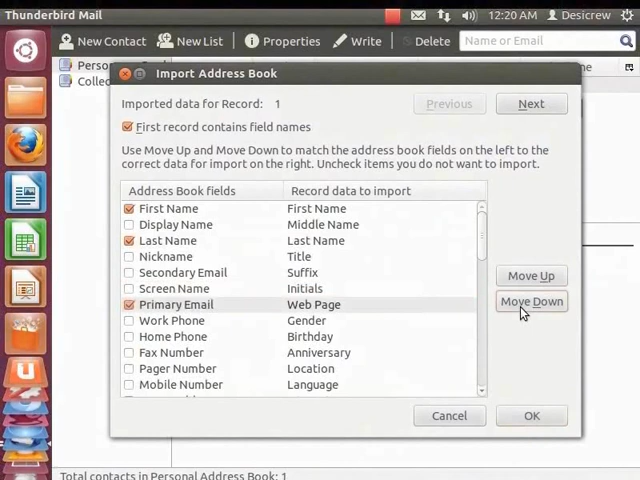 Thunderbird Mail
12:20 AM
Desicrew
New Contact
New List
Properties
Write
Delete
Name or Email
Import Address Book
Imported data for Record: 1
Previous
Next
First record contains field names
Use Move Up and Move Down to match the address book fields on the left to the
correct data for import on the right. Uncheck items you do not want to import.
Address Book fields Record data to import
First Name First Name
Display Name Middle Name
Last Name Last Name
Nickname Title
Secondary Email Suffix
Screen Name Initials
Primary Email Web Page
Work Phone Gender
Home Phone Birthday
Fax Number Anniversary
Pager Number Location
Mobile Number Language
Move Up
Move Down
Cancel
OK
Total contacts in Personal Address Book: 1